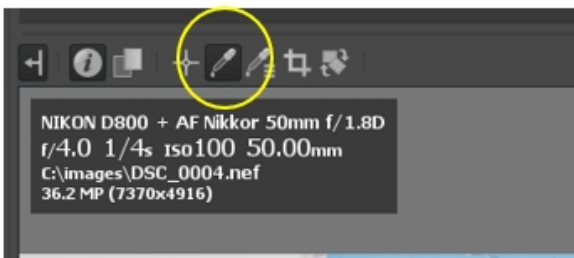 NIKON D800 + AF Nikkor 50mm f/1.8D
f/4.0 1/4s ISO100 50.00mm
C:\images\DSC_0004.nef
36.2 MP (7370x4916)